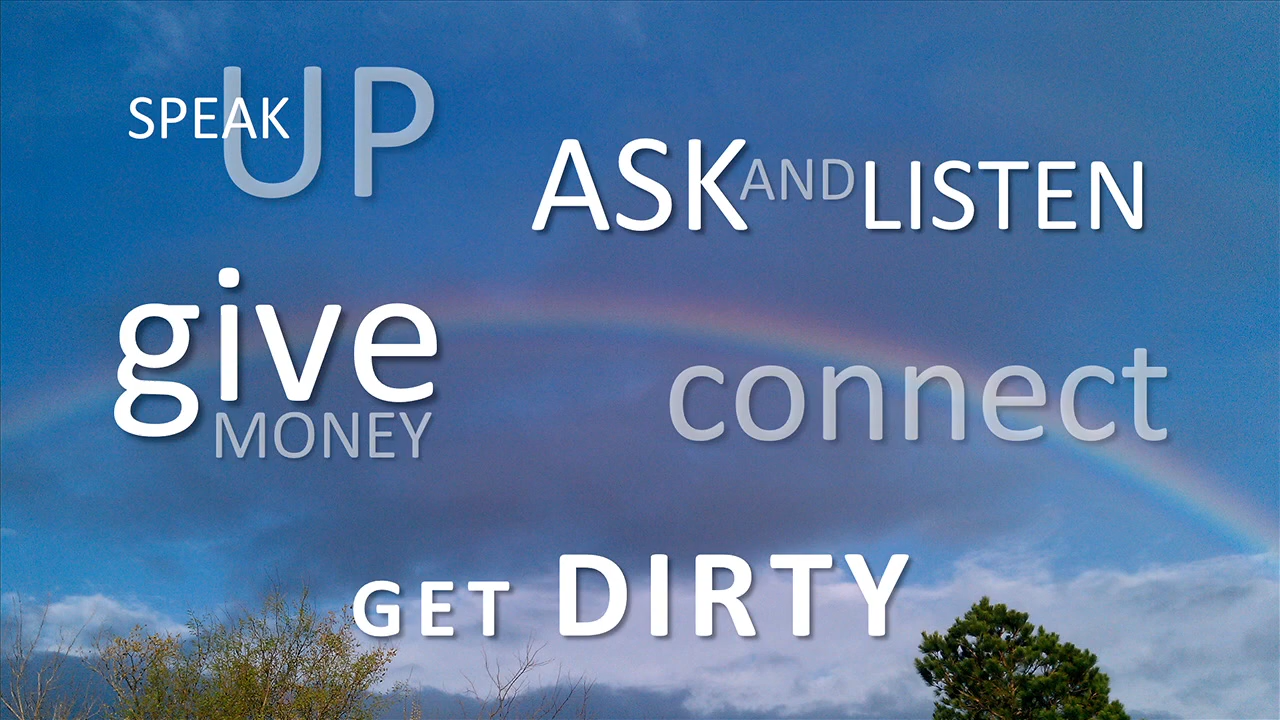 SPEAK UP
ASK AND LISTEN
give
MONEY
connect
GET DIRTY